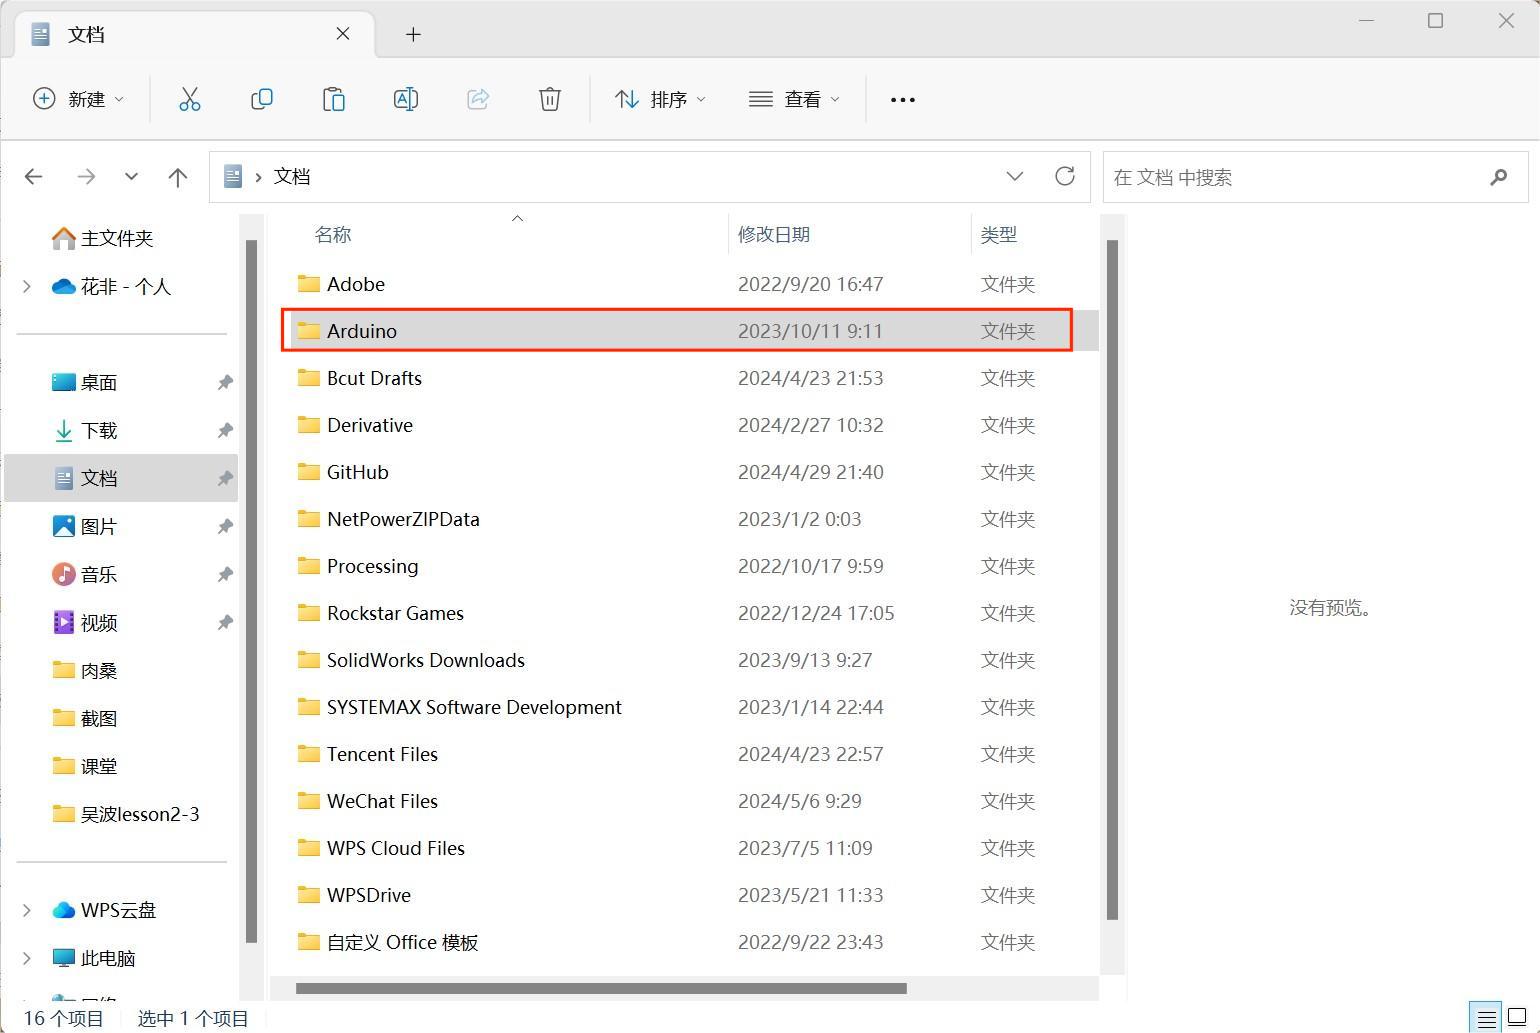 文档
新建
排序
查看
文档
在 文档 中搜索
主文件夹
花非 - 个人
桌面
下载
文档
图片
音乐
视频
肉桑
截图
课堂
吴波lesson2-3
WPS云盘
此电脑
名称 修改日期 类型
Adobe 2022/9/20 16:47 文件夹
Arduino 2023/10/11 9:11 文件夹
Bcut Drafts 2024/4/23 21:53 文件夹
Derivative 2024/2/27 10:32 文件夹
GitHub 2024/4/29 21:40 文件夹
NetPowerZIPData 2023/1/2 0:03 文件夹
Processing 2022/10/17 9:59 文件夹
Rockstar Games 2022/12/24 17:05 文件夹
SolidWorks Downloads 2023/9/13 9:27 文件夹
SYSTEMAX Software Development 2023/1/14 22:44 文件夹
Tencent Files 2024/4/23 22:57 文件夹
WeChat Files 2024/5/6 9:29 文件夹
WPS Cloud Files 2023/7/5 11:09 文件夹
WPSDrive 2023/5/21 11:33 文件夹
自定义 Office 模板 2022/9/22 23:43 文件夹
没有预览。
16 个项目 选中 1 个项目